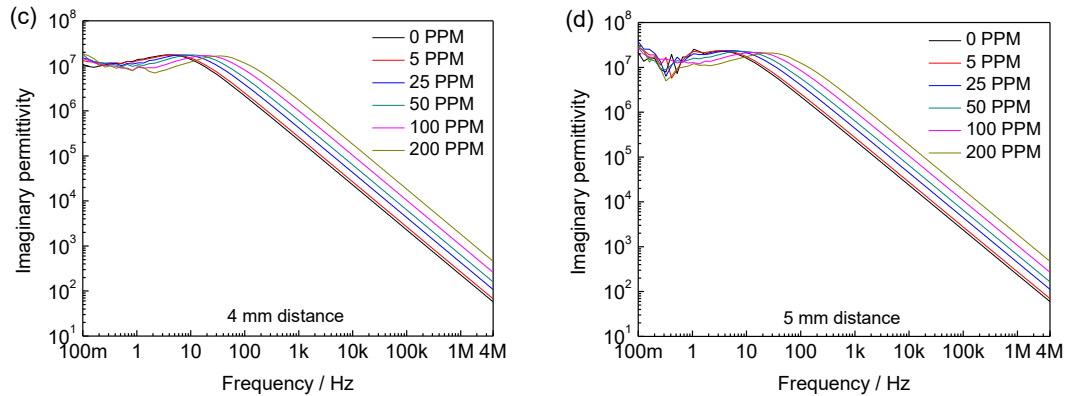 (c)
Imaginary permittivity
10^8
10^7
10^6
10^5
10^4
10^3
10^2
10^1
0 PPM
5 PPM
25 PPM
50 PPM
100 PPM
200 PPM
4 mm distance
100m 1 10 100 1k 10k 100k 1M 4M
Frequency / Hz
(d)
Imaginary permittivity
10^8
10^7
10^6
10^5
10^4
10^3
10^2
10^1
0 PPM
5 PPM
25 PPM
50 PPM
100 PPM
200 PPM
5 mm distance
100m 1 10 100 1k 10k 100k 1M 4M
Frequency / Hz